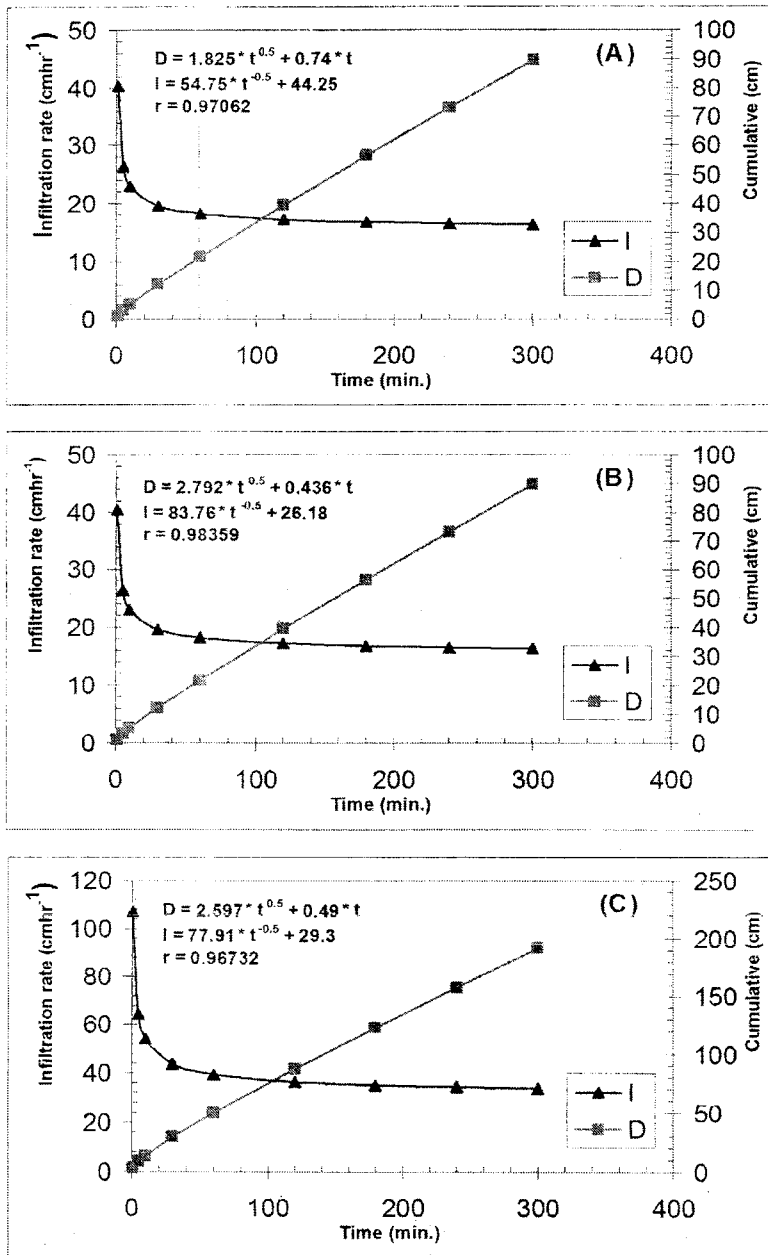 (A)
D = 1.825* t^0.5 + 0.74* t
I = 54.75* t^-0.5 + 44.25
r = 0.97062
Infiltration rate (cmhr^-1)
50
40
30
20
10
0
Cumulative (cm)
100
90
80
70
60
50
40
30
20
10
0
I
D
0 100 200 300 400
Time (min.)
(B)
D = 2.792* t^0.5 + 0.436* t
I = 83.76* t^-0.5 + 26.18
r = 0.98359
Infiltration rate (cmhr^-1)
50
40
30
20
10
0
Cumulative (cm)
100
90
80
70
60
50
40
30
20
10
0
I
D
0 100 200 300 400
Time (min.)
(C)
D = 2.597* t^0.5 + 0.49* t
I = 77.91* t^-0.5 + 29.3
r = 0.96732
Infiltration rate (cmhr^-1)
120
100
80
60
40
20
0
Cumulative (cm)
250
200
150
100
50
0
I
D
0 100 200 300 400
Time (min.)